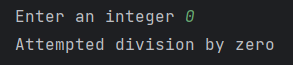 Enter an integer 0
Attempted division by zero